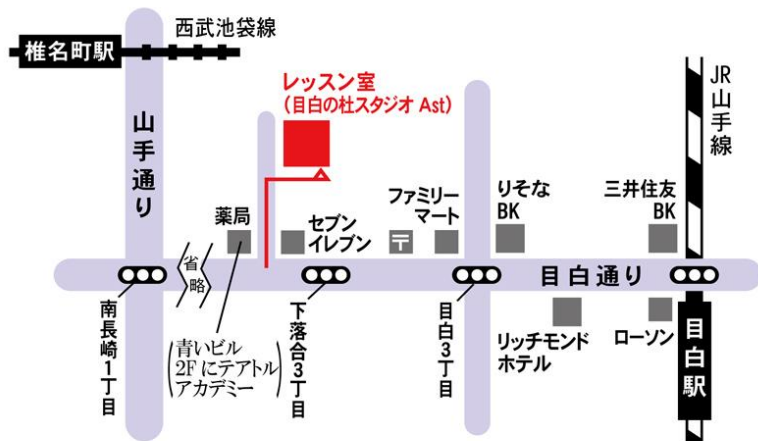 西武池袋線
椎名町駅
レッスン室
(目白の杜スタジオ Ast)
JR山手線
山手通り
薬局
セブン
イレブン
〒
ファミリー
マート
りそな
BK
三井住友
BK
省略
目白通り
南長崎1丁目
(青いビル
2Fにテアトル
アカデミー)
下落合3丁目
目白3丁目
リッチモンド
ホテル
ローソン
目白駅